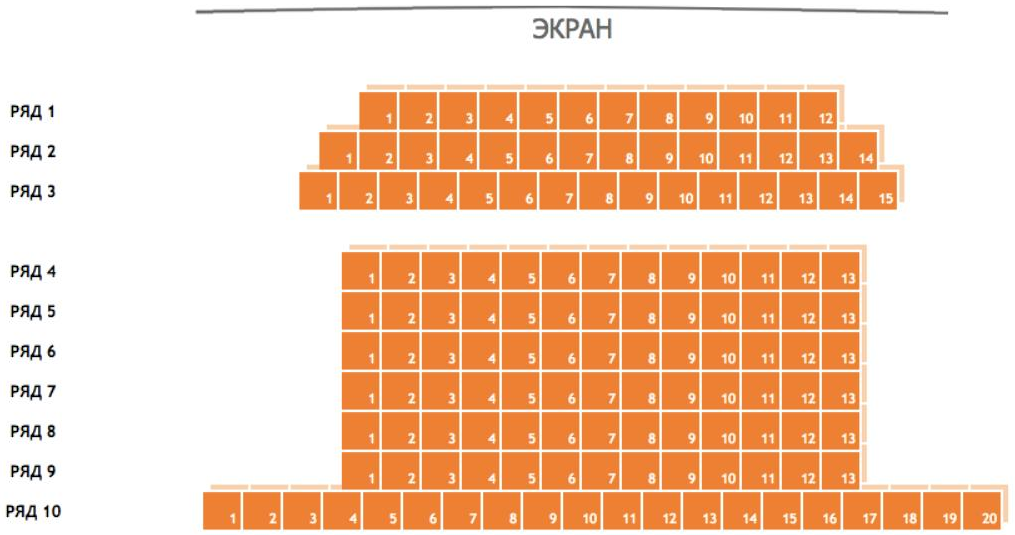 ЭКРАН
РЯД 1 1 2 3 4 5 6 7 8 9 10 11 12
РЯД 2 1 2 3 4 5 6 7 8 9 10 11 12 13 14
РЯД 3 1 2 3 4 5 6 7 8 9 10 11 12 13 14 15
РЯД 4 1 2 3 4 5 6 7 8 9 10 11 12 13
РЯД 5 1 2 3 4 5 6 7 8 9 10 11 12 13
РЯД 6 1 2 3 4 5 6 7 8 9 10 11 12 13
РЯД 7 1 2 3 4 5 6 7 8 9 10 11 12 13
РЯД 8 1 2 3 4 5 6 7 8 9 10 11 12 13
РЯД 9 1 2 3 4 5 6 7 8 9 10 11 12 13
РЯД 10 1 2 3 4 5 6 7 8 9 10 11 12 13 14 15 16 17 18 19 20